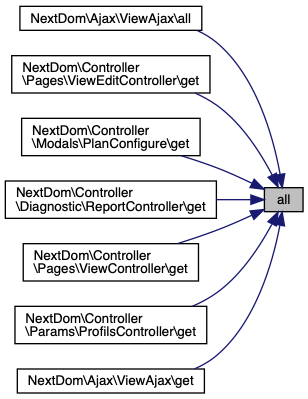 NextDom\Ajax\ViewAjax\all
NextDom\Controller
\Pages\ViewEditController\get
NextDom\Controller
\Modals\PlanConfigure\get
NextDom\Controller
\Diagnostic\ReportController\get
all
NextDom\Controller
\Pages\ViewController\get
NextDom\Controller
\Params\ProfilsController\get
NextDom\Ajax\ViewAjax\get